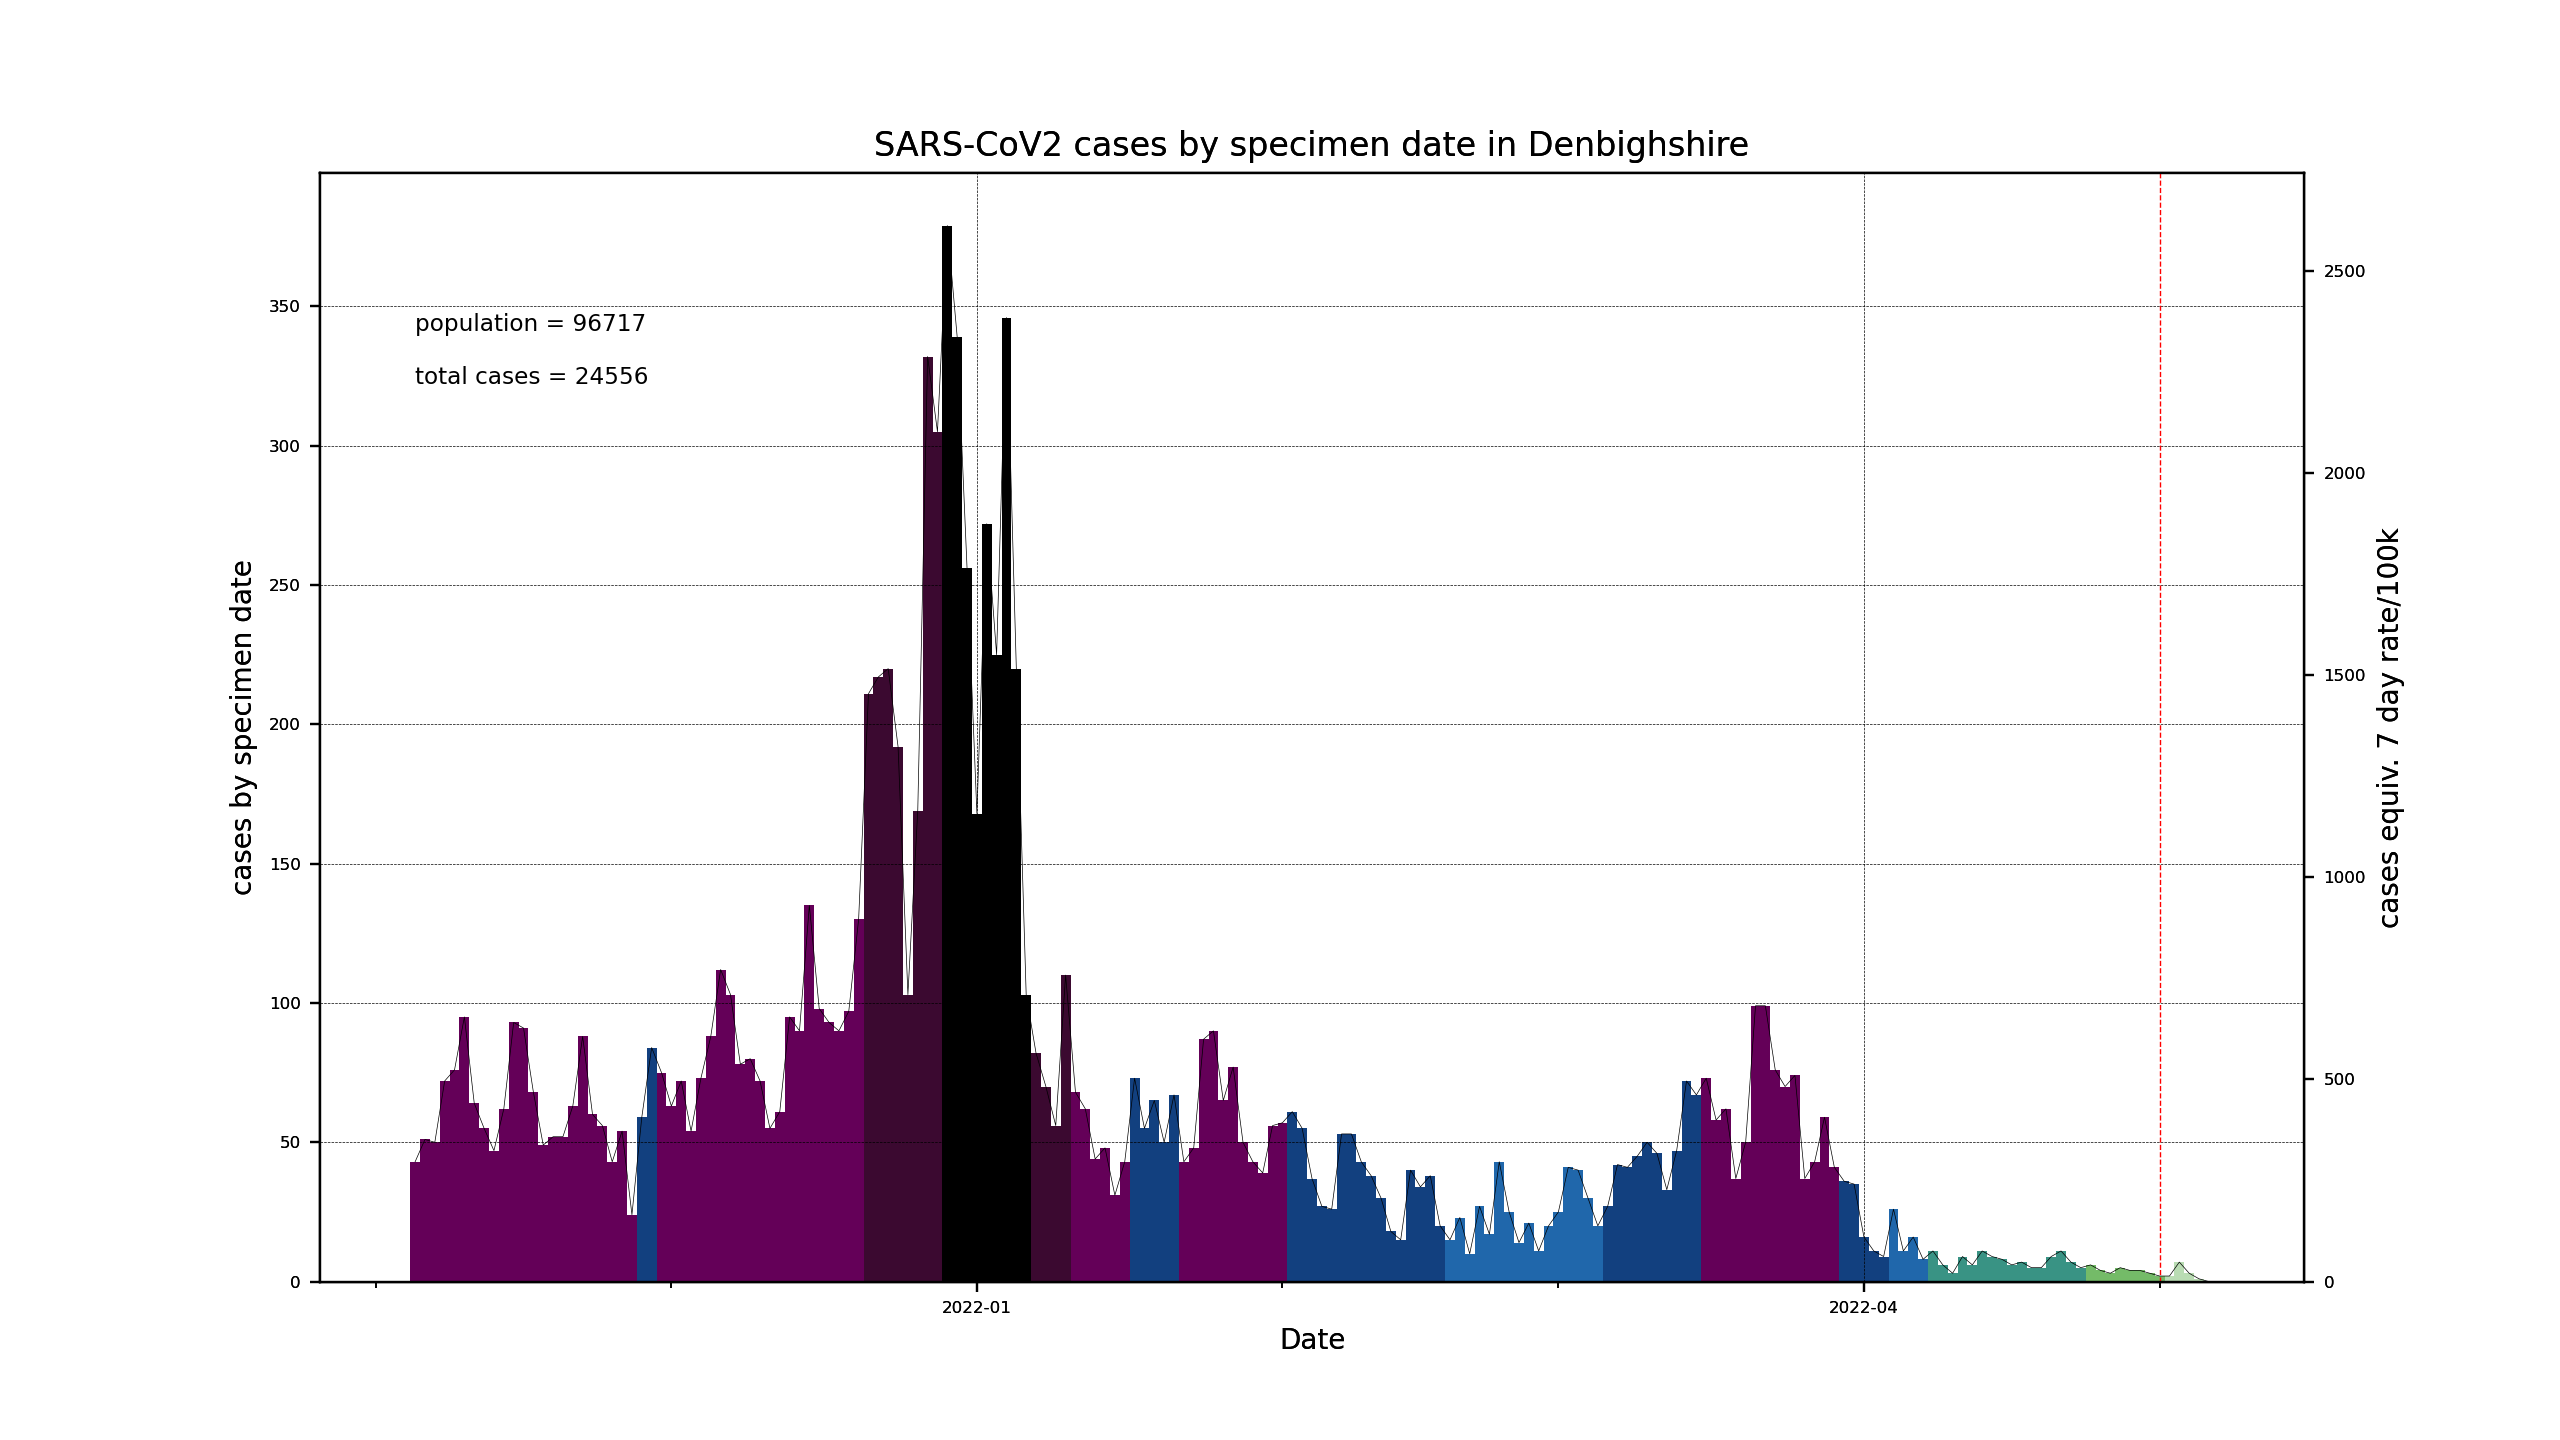 SARS-CoV2 cases by specimen date in Denbighshire
population = 96717
total cases = 24556
cases by specimen date
350
300
250
200
150
100
50
0
2500
2000
1500
1000
500
0
cases equiv. 7 day rate/100k
2022-01
2022-04
Date